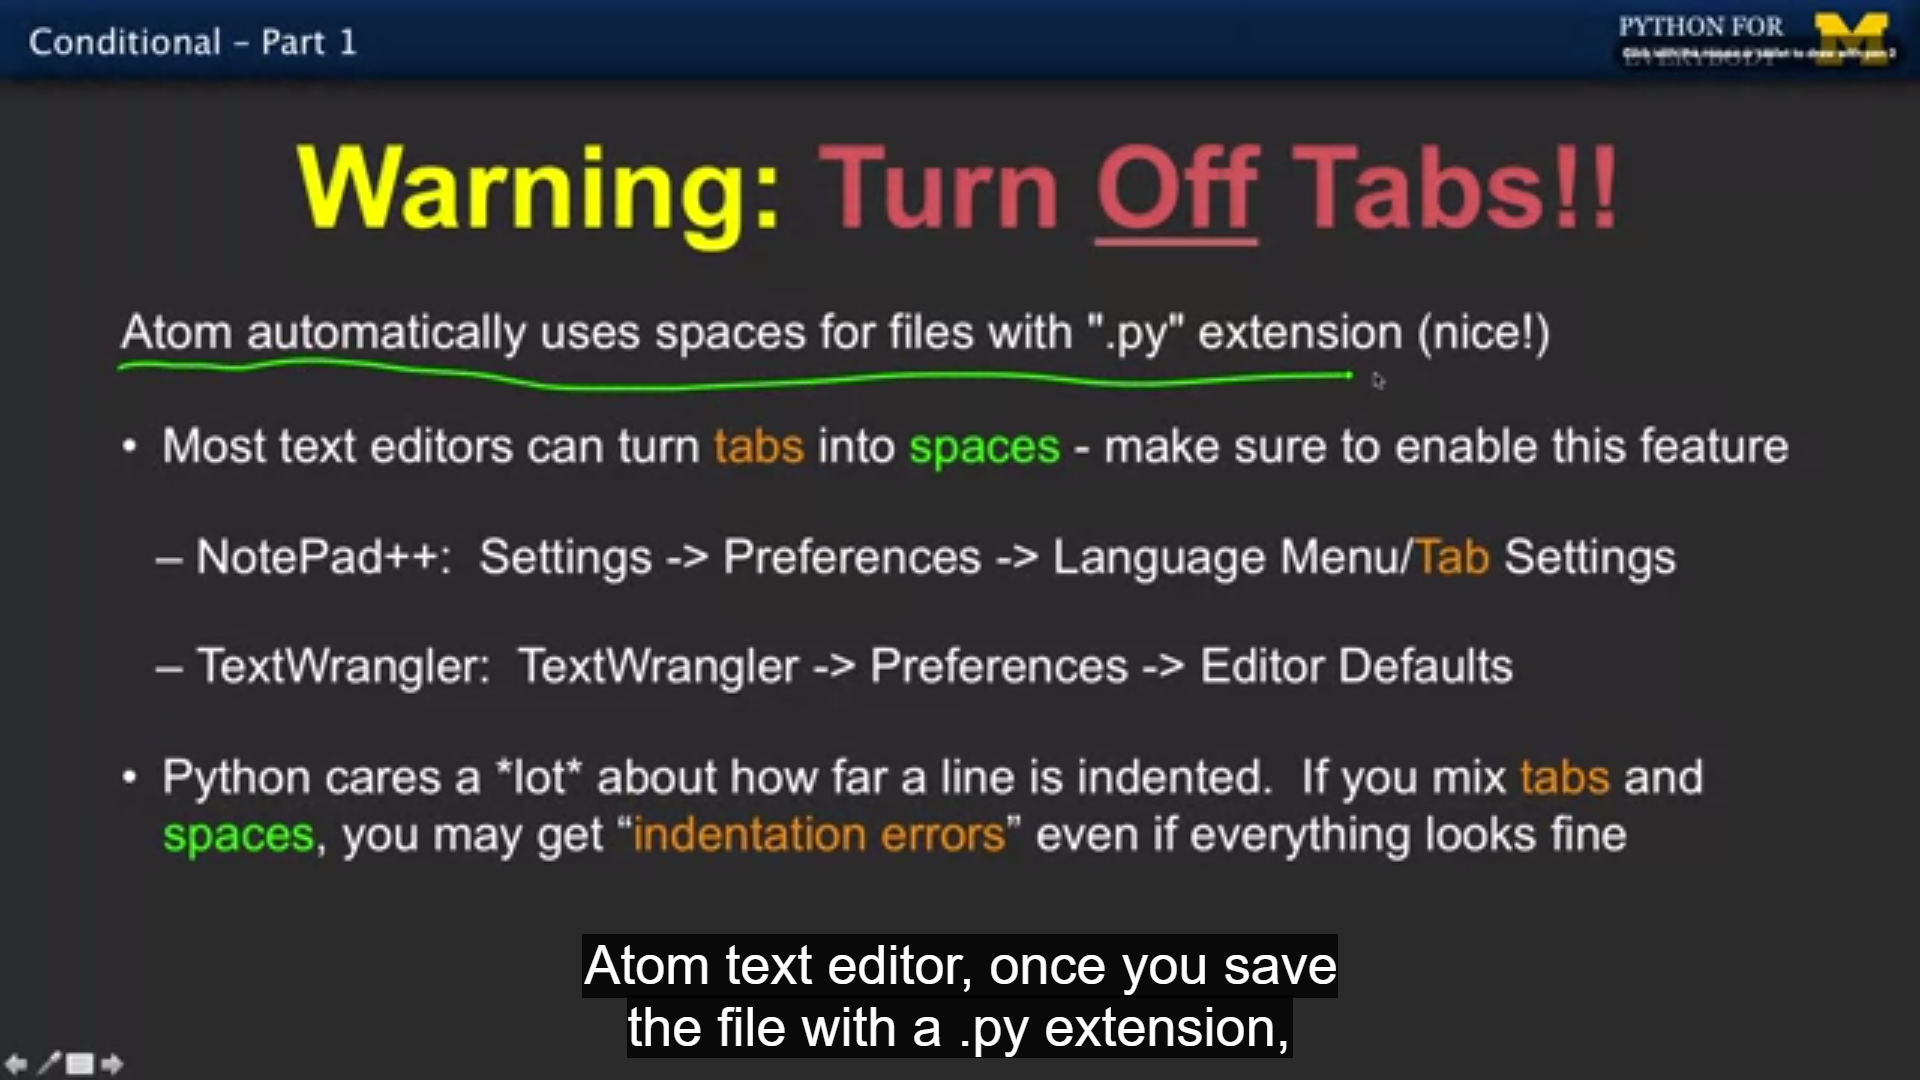 Conditional – Part 1
PYTHON FOR
EVERYBODY
Warning: Turn Off Tabs!!
Atom automatically uses spaces for files with ".py" extension (nice!)
• Most text editors can turn tabs into spaces - make sure to enable this feature
– NotePad++:  Settings -> Preferences -> Language Menu/Tab Settings
– TextWrangler:  TextWrangler -> Preferences -> Editor Defaults
• Python cares a *lot* about how far a line is indented.  If you mix tabs and
spaces, you may get “indentation errors” even if everything looks fine
Atom text editor, once you save
the file with a .py extension,